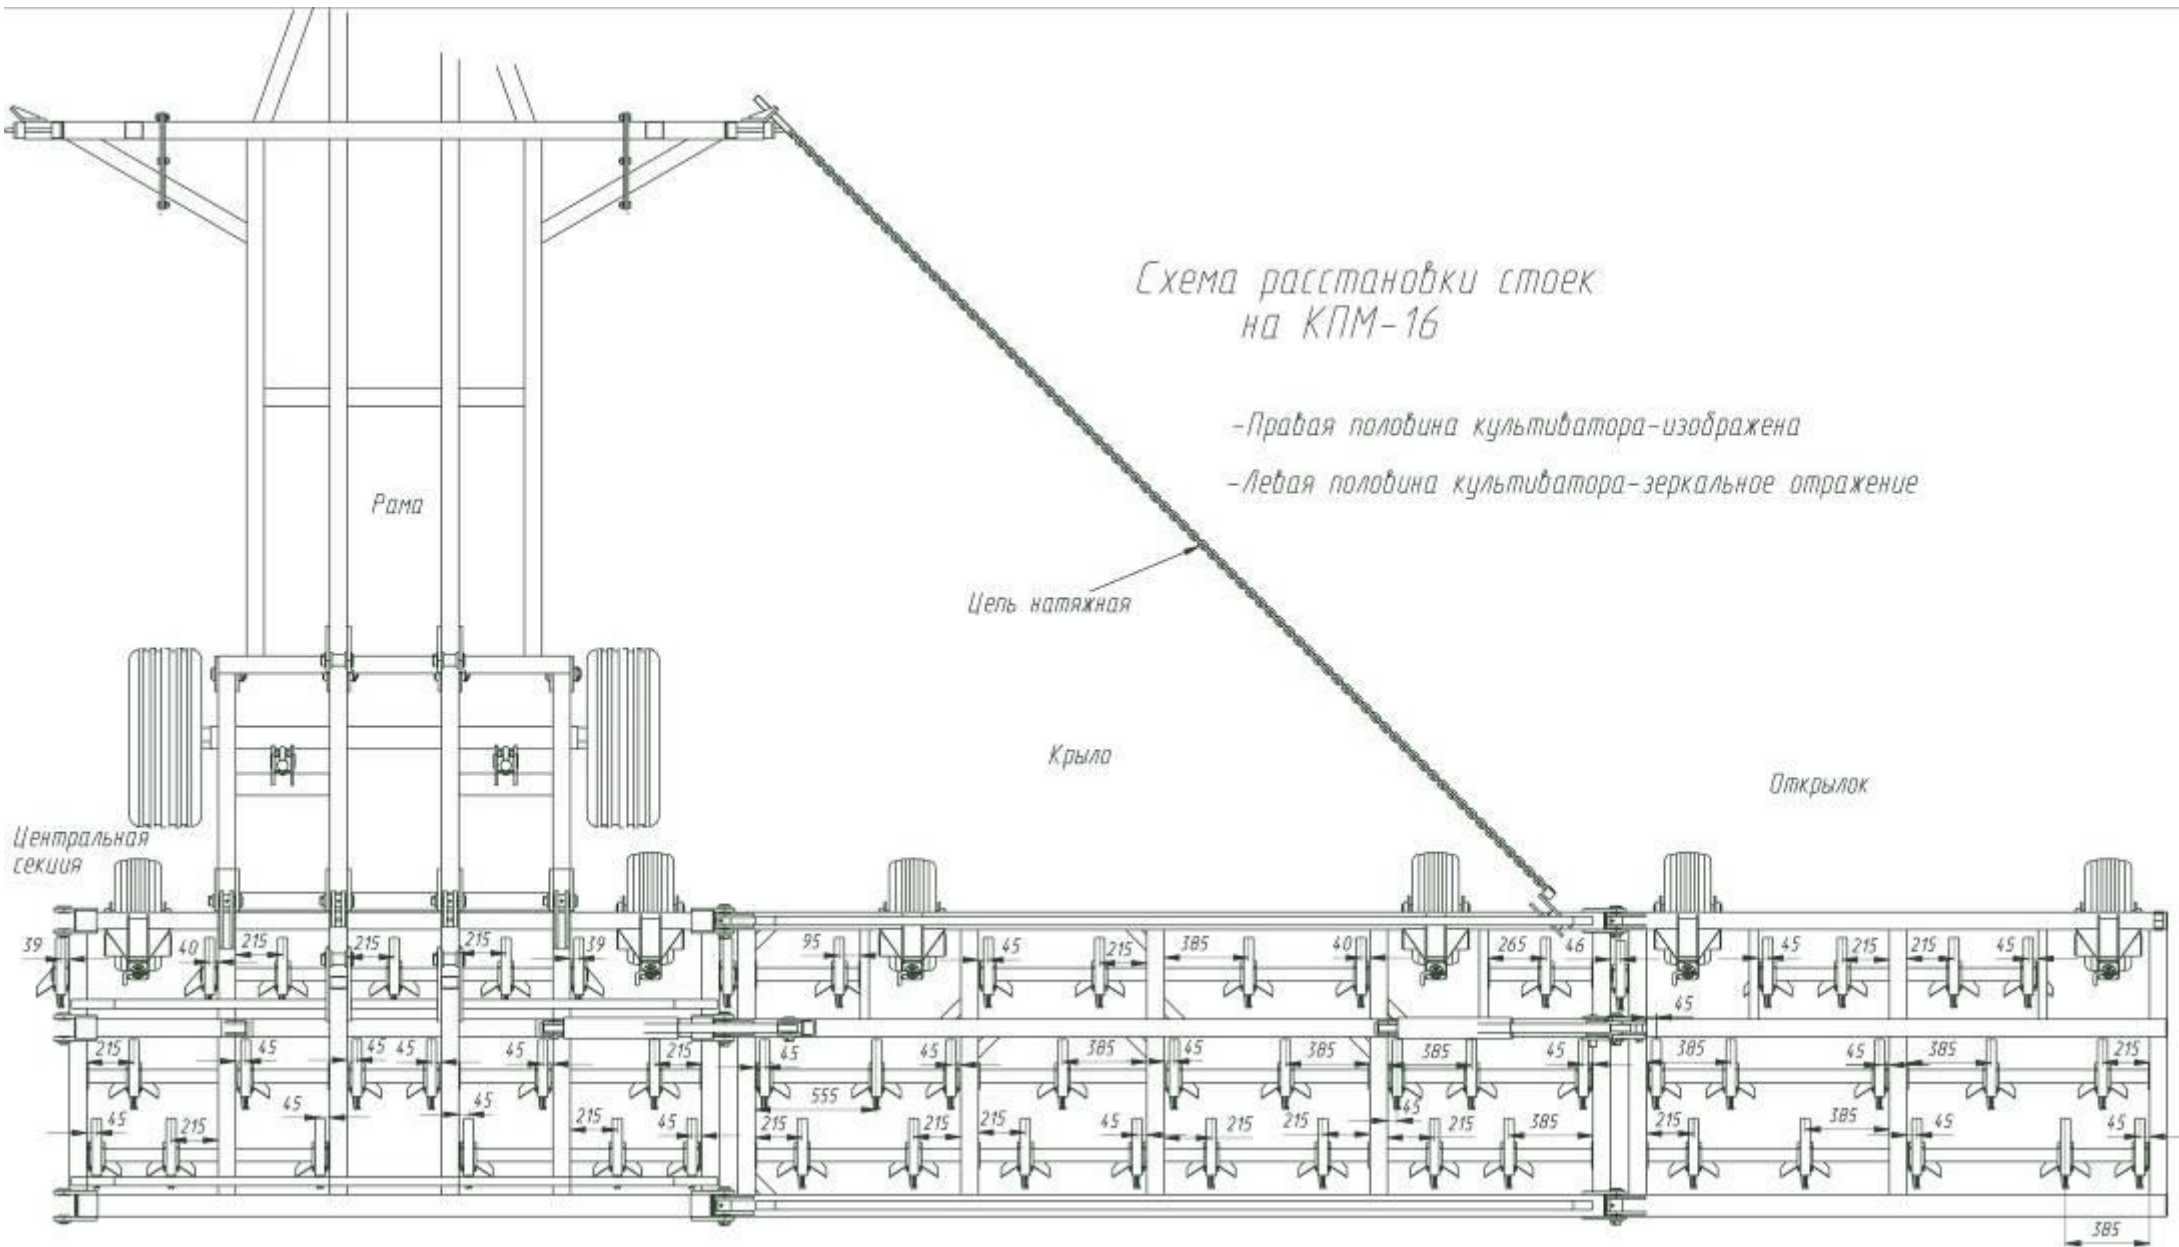 Схема расстановки стоек
на КПМ-16
-Правая половина культиватора-изображена
-Левая половина культиватора-зеркальное отражение
Рама
Цепь натяжная
Крыло
Открылок
Центральная
секция
39 40 215 215 215 39 95 45 215 385 40 265 46 45 215 215 45
45
215 45 45 45 45 215 45 45 385 45 385 385 45 385 45 385 215
555
45 215 45 215 45 215 215 215 45 215 215 45 215 385 215 385 45 45
385